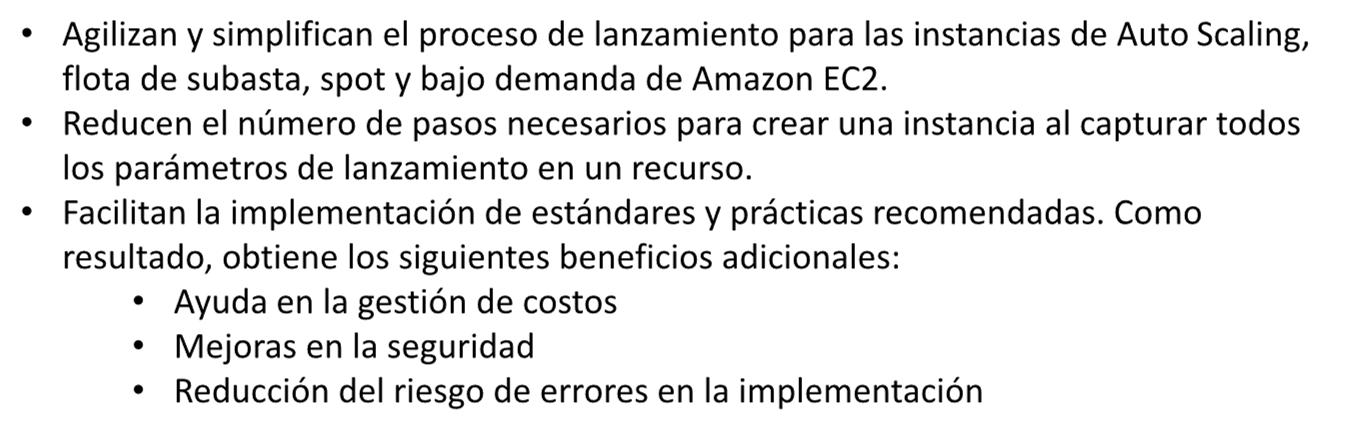 • Agilizan y simplifican el proceso de lanzamiento para las instancias de Auto Scaling,
flota de subasta, spot y bajo demanda de Amazon EC2.
• Reducen el número de pasos necesarios para crear una instancia al capturar todos
los parámetros de lanzamiento en un recurso.
• Facilitan la implementación de estándares y prácticas recomendadas. Como
resultado, obtiene los siguientes beneficios adicionales:
• Ayuda en la gestión de costos
• Mejoras en la seguridad
• Reducción del riesgo de errores en la implementación